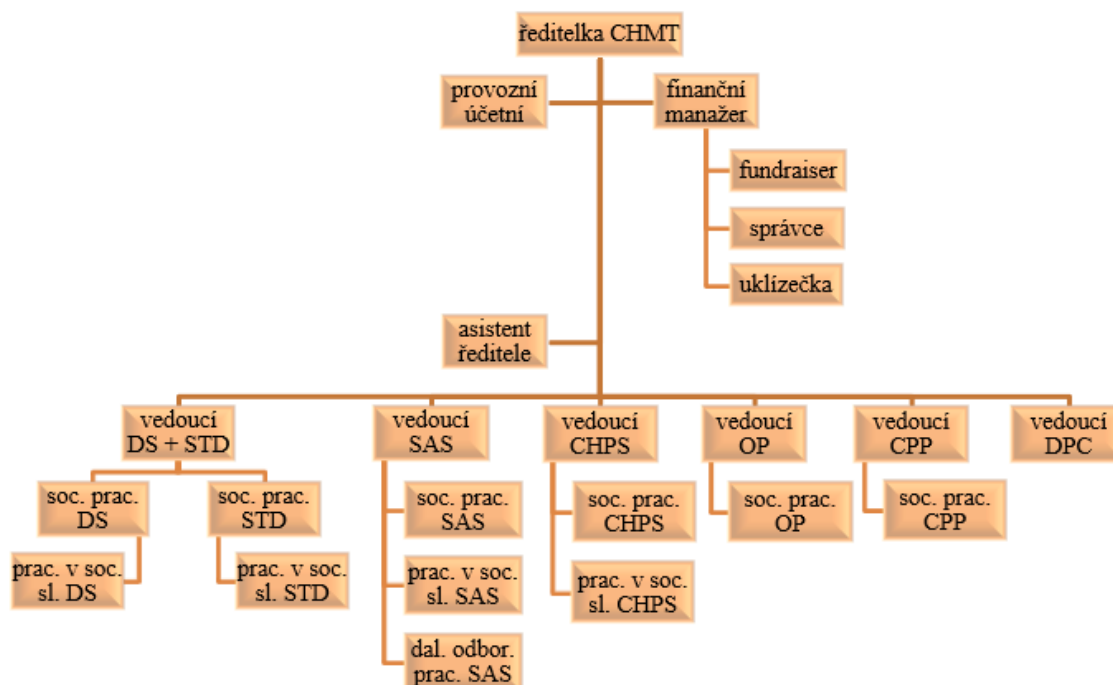 ředitelka CHMT
provozní
účetní
finanční
manažer
fundraiser
správce
uklízečka
asistent
ředitele
vedoucí
DS + STD
vedoucí
SAS
vedoucí
CHPS
vedoucí
OP
vedoucí
CPP
vedoucí
DPC
soc. prac.
DS
soc. prac.
STD
soc. prac.
SAS
soc. prac.
CHPS
soc. prac.
OP
soc. prac.
CPP
prac. v soc.
sl. DS
prac. v soc.
sl. STD
prac. v soc.
sl. SAS
prac. v soc.
sl. CHPS
dal. odbor.
prac. SAS